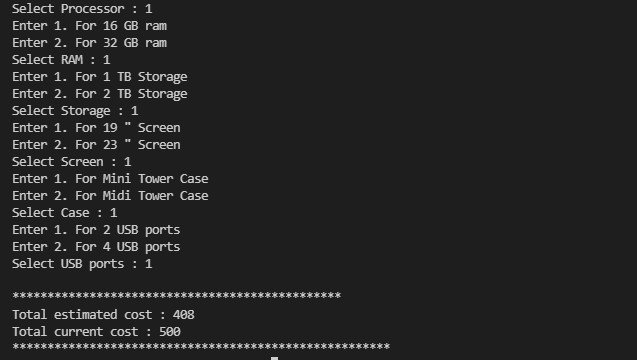 Select Processor : 1
Enter 1. For 16 GB ram
Enter 2. For 32 GB ram
Select RAM : 1
Enter 1. For 1 TB Storage
Enter 2. For 2 TB Storage
Select Storage : 1
Enter 1. For 19 " Screen
Enter 2. For 23 " Screen
Select Screen : 1
Enter 1. For Mini Tower Case
Enter 2. For Midi Tower Case
Select Case : 1
Enter 1. For 2 USB ports
Enter 2. For 4 USB ports
Select USB ports : 1
***********************************************
Total estimated cost : 408
Total current cost : 500
******************************************************